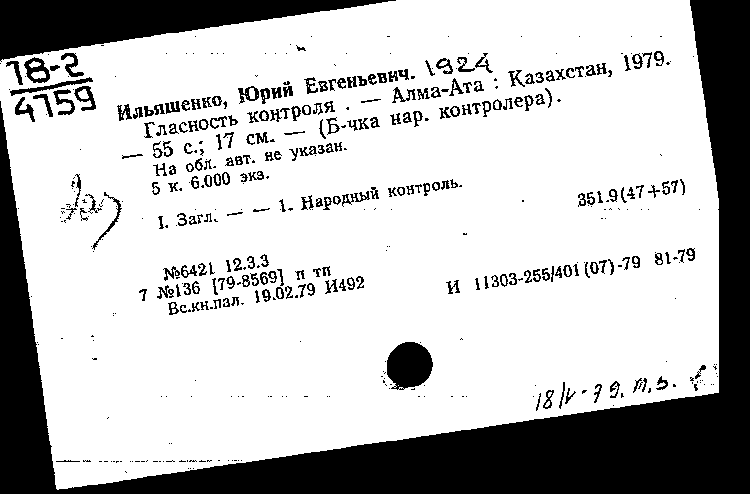 18-2
4759
Ильяшенко, Юрий Евгеньевич. 1924
Гласность контроля. — Алма-Ата : Қазахстан, 1979.
— 55 с.; 17 см. — (Б-чка нар. контролера).
На обл. авт. не указан.
5 к. 6.000 экз.
I. Загл. — — 1. Народный контроль.
351.9(47+57)
№6421 12.3.3
7 №136 [79-8569] п тп
Вс.кн.пал. 19.02.79 И492
И 11303-255/401(07)-79 81-79
18/V-79.